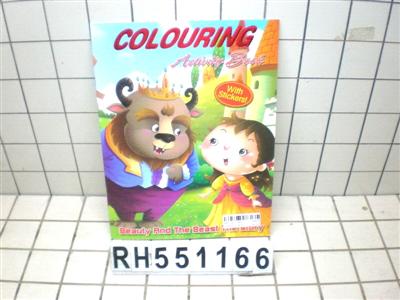 COLOURING
Activity Book
With
Stickers!
Beauty And The Beast
RH551166